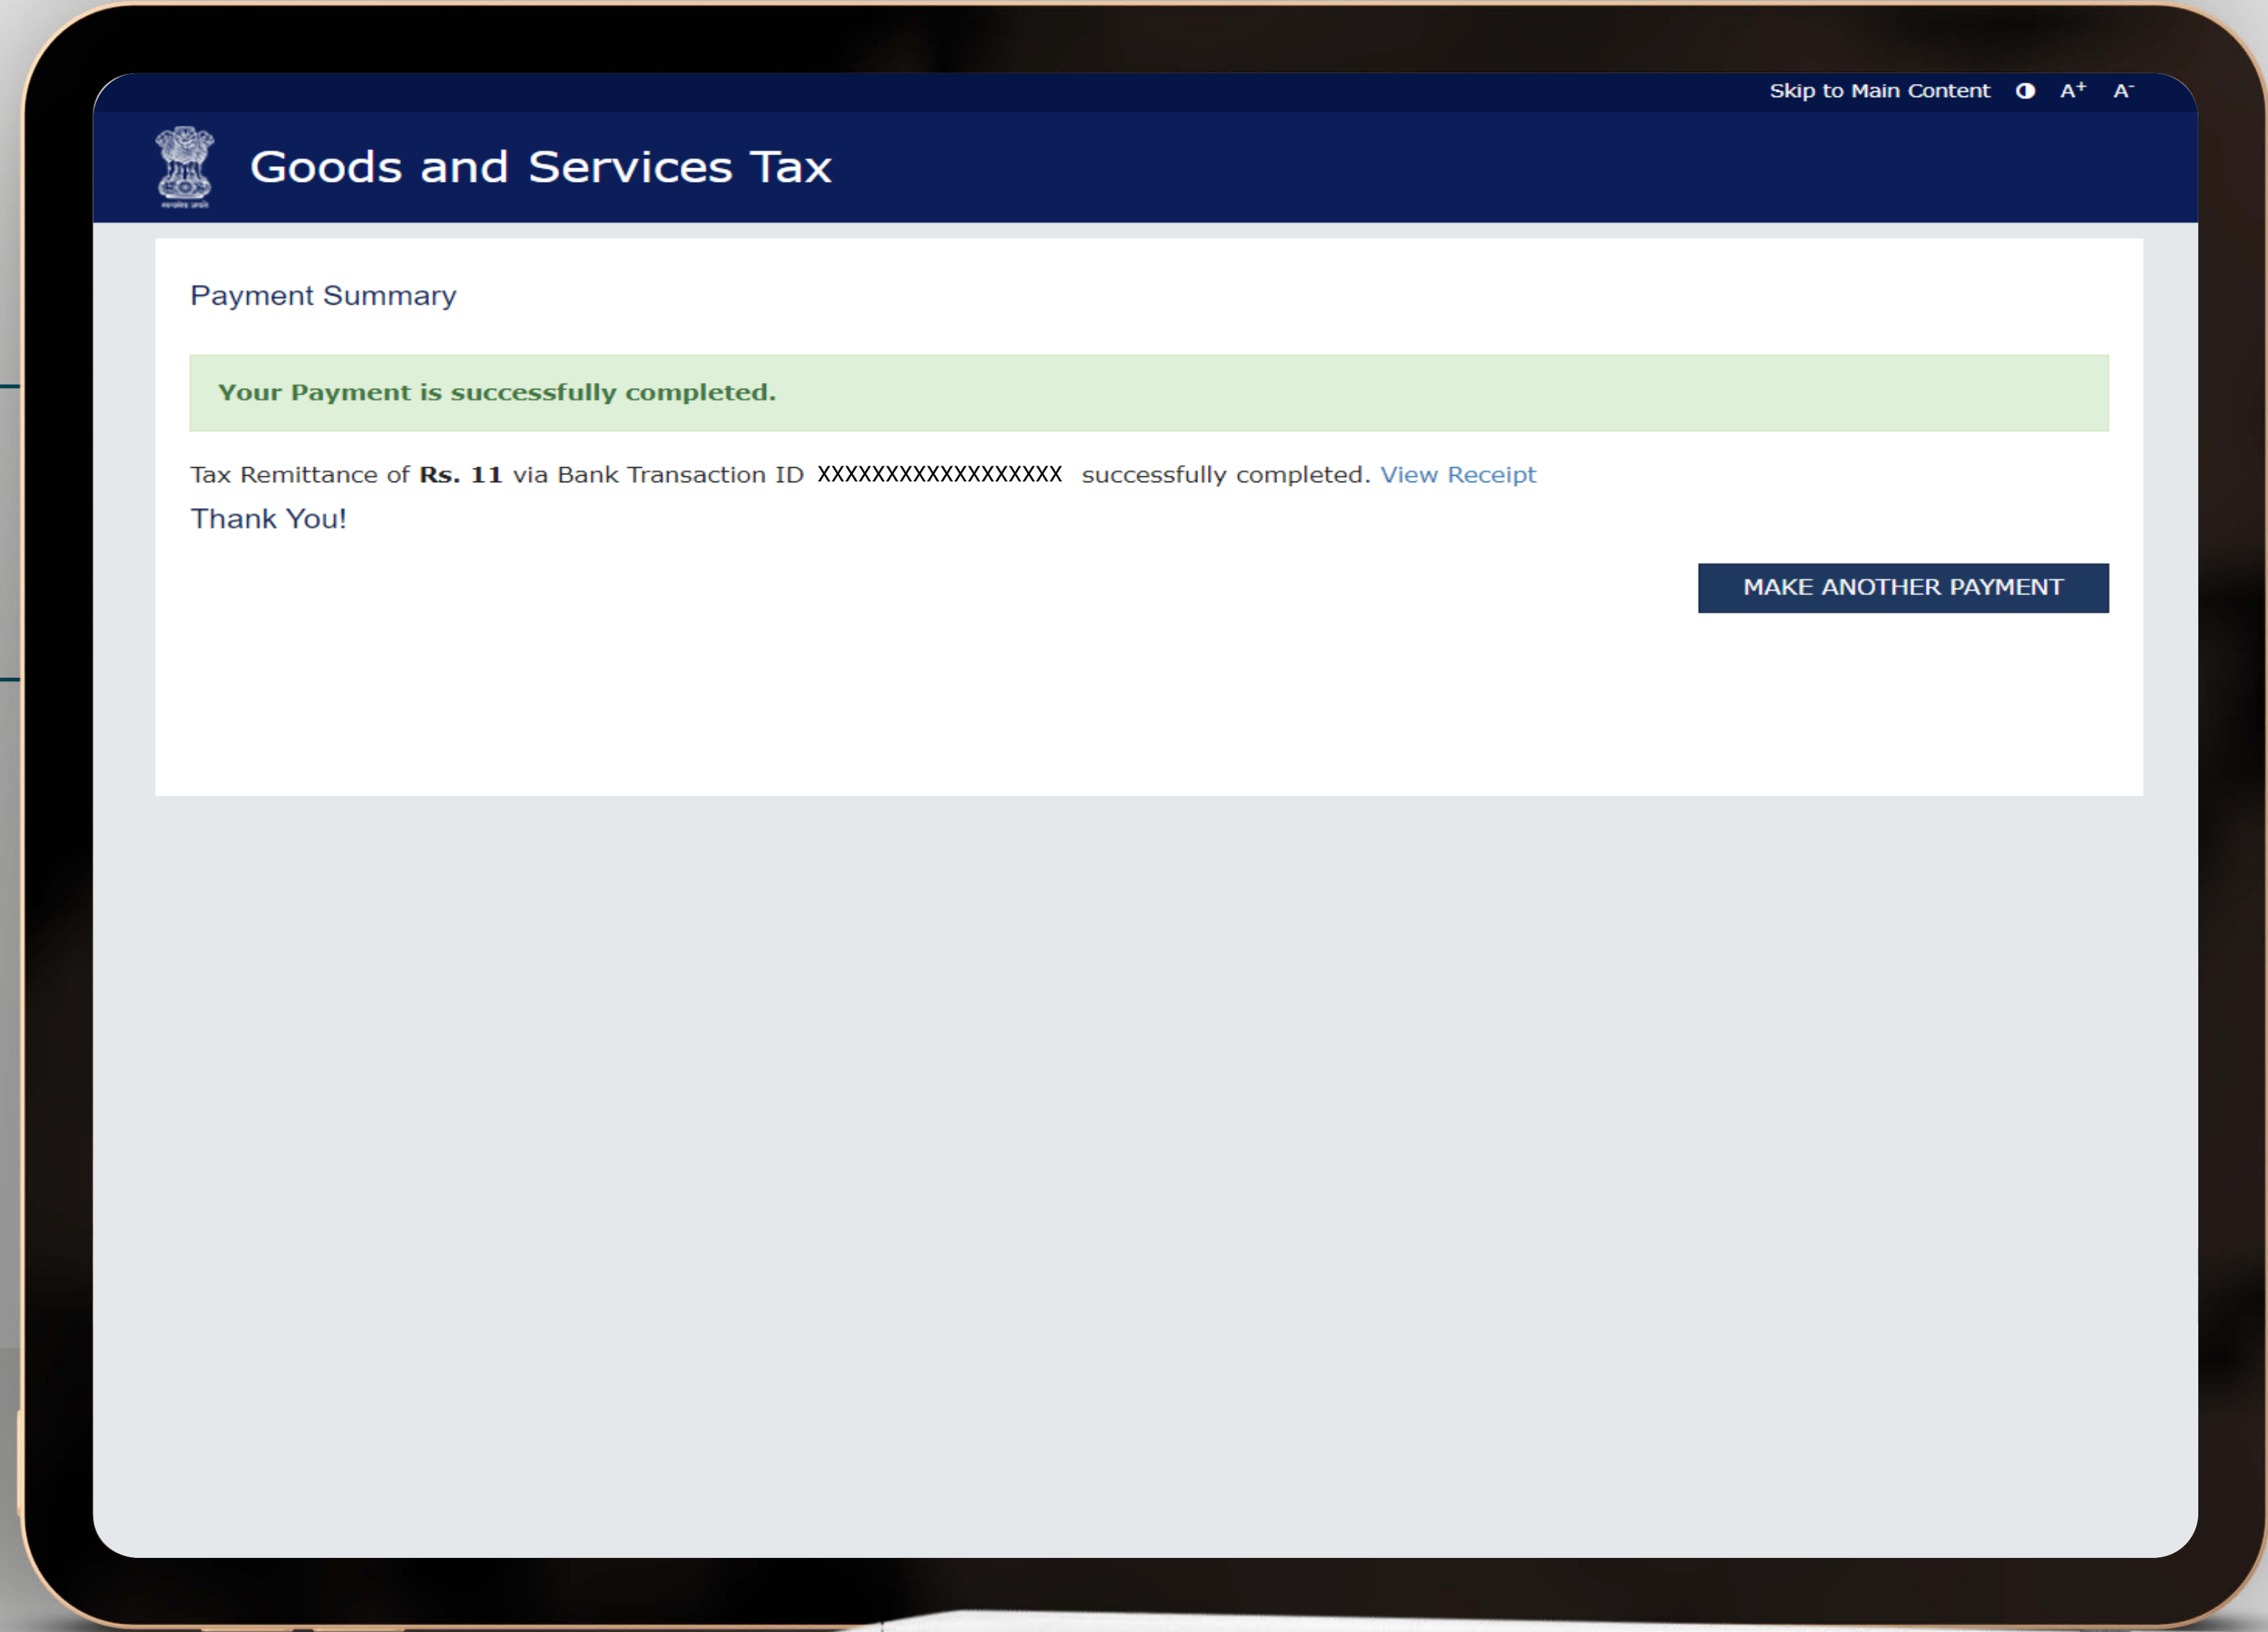 Skip to Main Content A+ A-
Goods and Services Tax
Payment Summary
Your Payment is successfully completed.
Tax Remittance of Rs. 11 via Bank Transaction ID XXXXXXXXXXXXXXXXXX successfully completed. View Receipt
Thank You!
MAKE ANOTHER PAYMENT